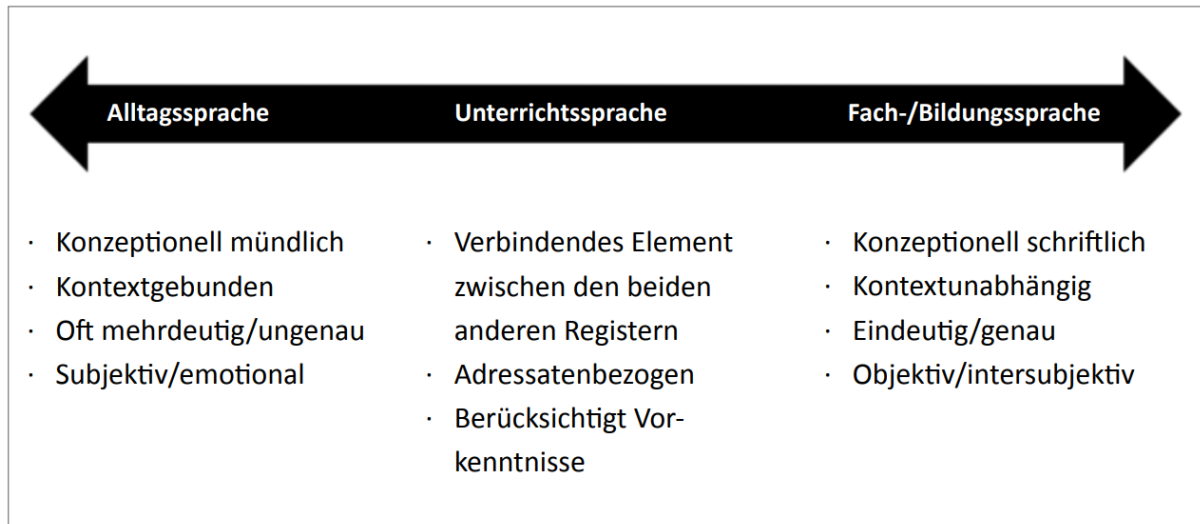 Alltagssprache
Unterrichtssprache
Fach-/Bildungssprache
· Konzeptionell mündlich
· Kontextgebunden
· Oft mehrdeutig/ungenau
· Subjektiv/emotional
· Verbindendes Element
zwischen den beiden
anderen Registern
· Adressatenbezogen
· Berücksichtigt Vor-
kenntnisse
· Konzeptionell schriftlich
· Kontextunabhängig
· Eindeutig/genau
· Objektiv/intersubjektiv